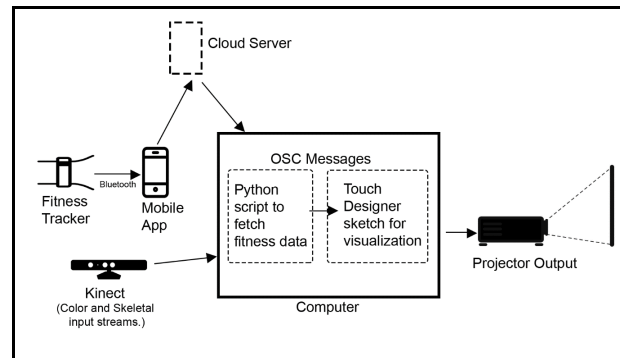 Cloud Server
OSC Messages
Bluetooth
Fitness
Tracker
Mobile
App
Python
script to
fetch
fitness data
Touch
Designer
sketch for
visualization
Projector Output
Kinect
(Color and Skeletal
input streams.)
Computer